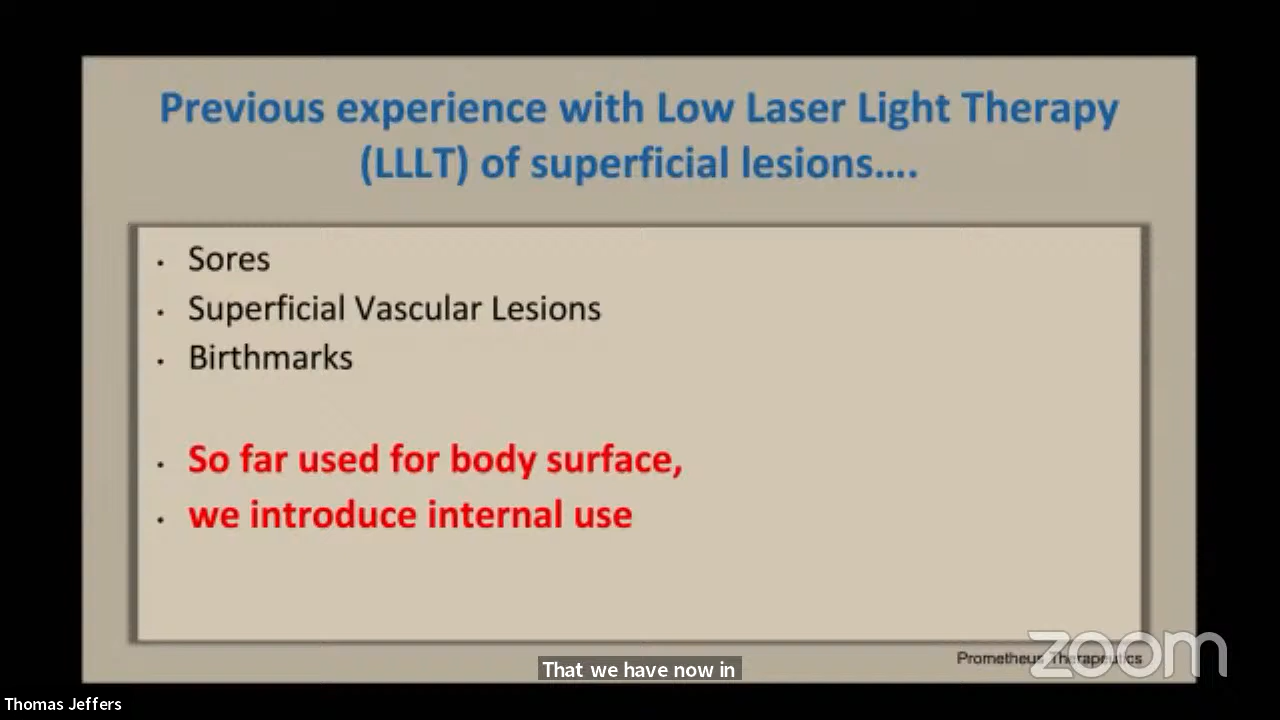 Previous experience with Low Laser Light Therapy
(LLLT) of superficial lesions....
• Sores
• Superficial Vascular Lesions
• Birthmarks
• So far used for body surface,
• we introduce internal use
Prometheus Therapeutics
zoom
That we have now in
Thomas Jeffers